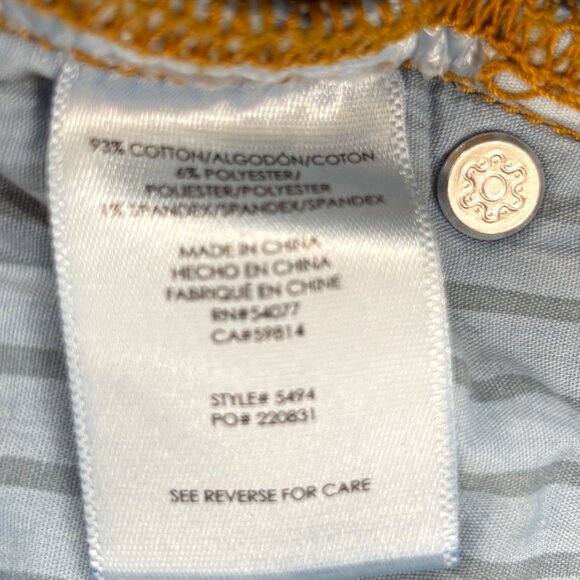 93% COTTON/ALGODÓN/COTON
6% POLYESTER/
POLIESTER/POLYESTER
1% SPANDEX/SPANDEX/SPANDEX
MADE IN CHINA
HECHO EN CHINA
FABRIQUÉ EN CHINE
RN#54077
CA#59814
STYLE# 5494
PO# 220831
SEE REVERSE FOR CARE